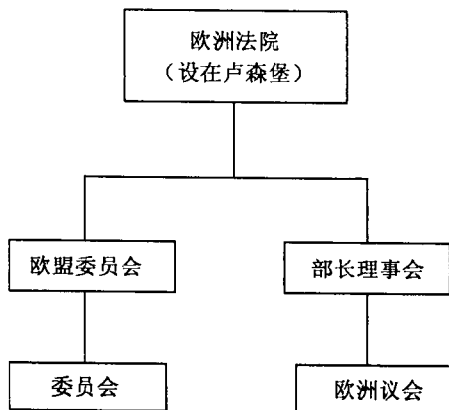 欧洲法院
（设在卢森堡）
欧盟委员会
部长理事会
委员会
欧洲议会